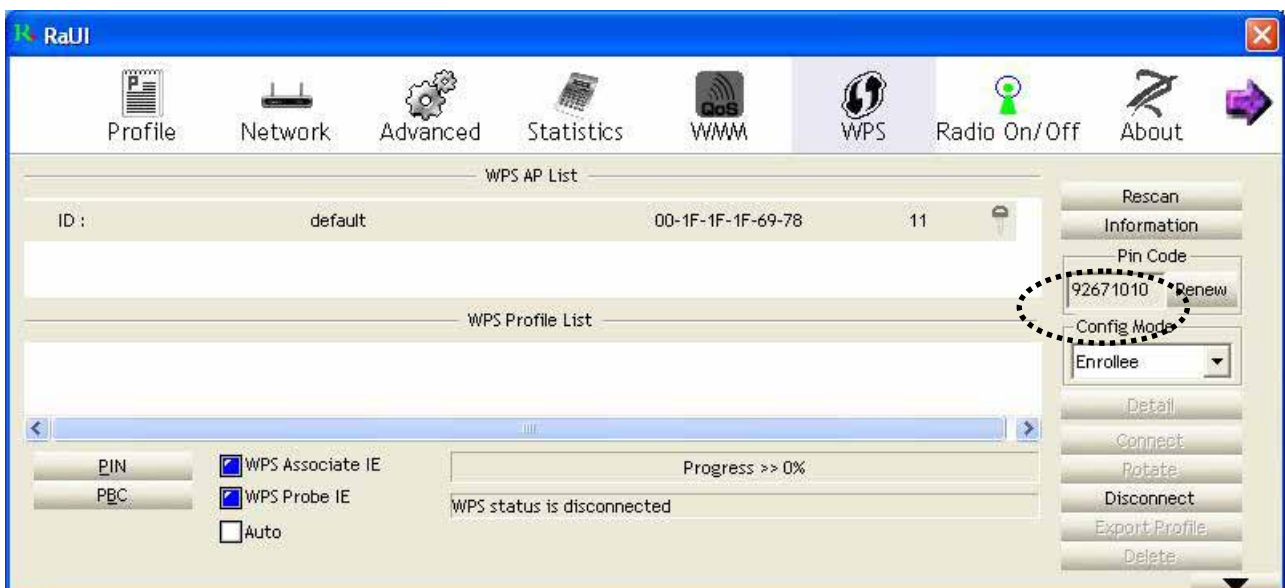 RaUI
Profile Network Advanced Statistics QoS WMM WPS Radio On/Off About
WPS AP List
ID : default 00-1F-1F-1F-69-78 11
WPS Profile List
Rescan
Information
Pin Code
92671010 Renew
Config Mode
Enrollee
Detail
Connect
Rotate
Disconnect
Export Profile
Delete
PIN
PBC
WPS Associate IE
WPS Probe IE
Auto
Progress >> 0%
WPS status is disconnected